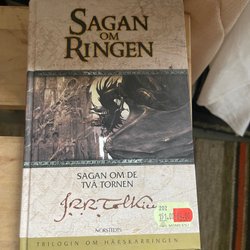 SAGAN
OM
RINGEN
SAGAN OM DE
TVÅ TORNEN
J.R.R. Tolkien
NORSTEDTS
TRILOGIN OM HÄRSKARRINGEN